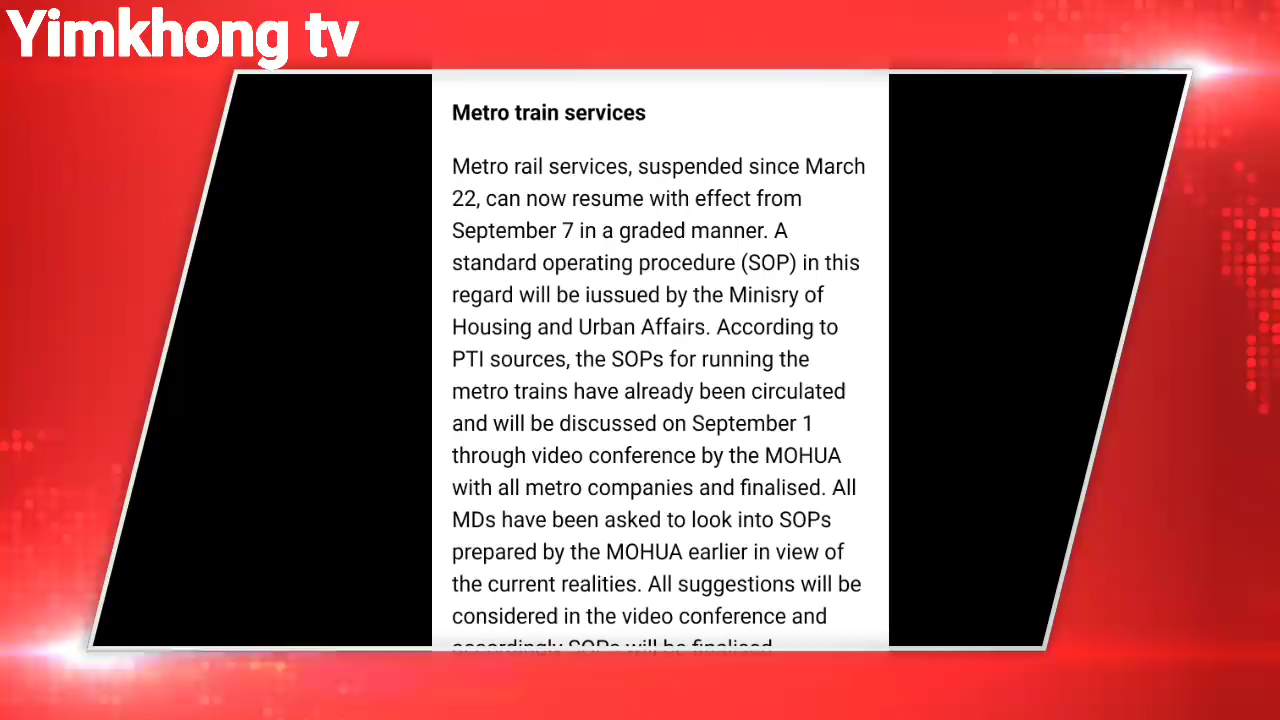 Yimkhong tv
Metro train services
Metro rail services, suspended since March
22, can now resume with effect from
September 7 in a graded manner. A
standard operating procedure (SOP) in this
regard will be iussued by the Minisry of
Housing and Urban Affairs. According to
PTI sources, the SOPs for running the
metro trains have already been circulated
and will be discussed on September 1
through video conference by the MOHUA
with all metro companies and finalised. All
MDs have been asked to look into SOPs
prepared by the MOHUA earlier in view of
the current realities. All suggestions will be
considered in the video conference and
accordingly SOPs will be finalised